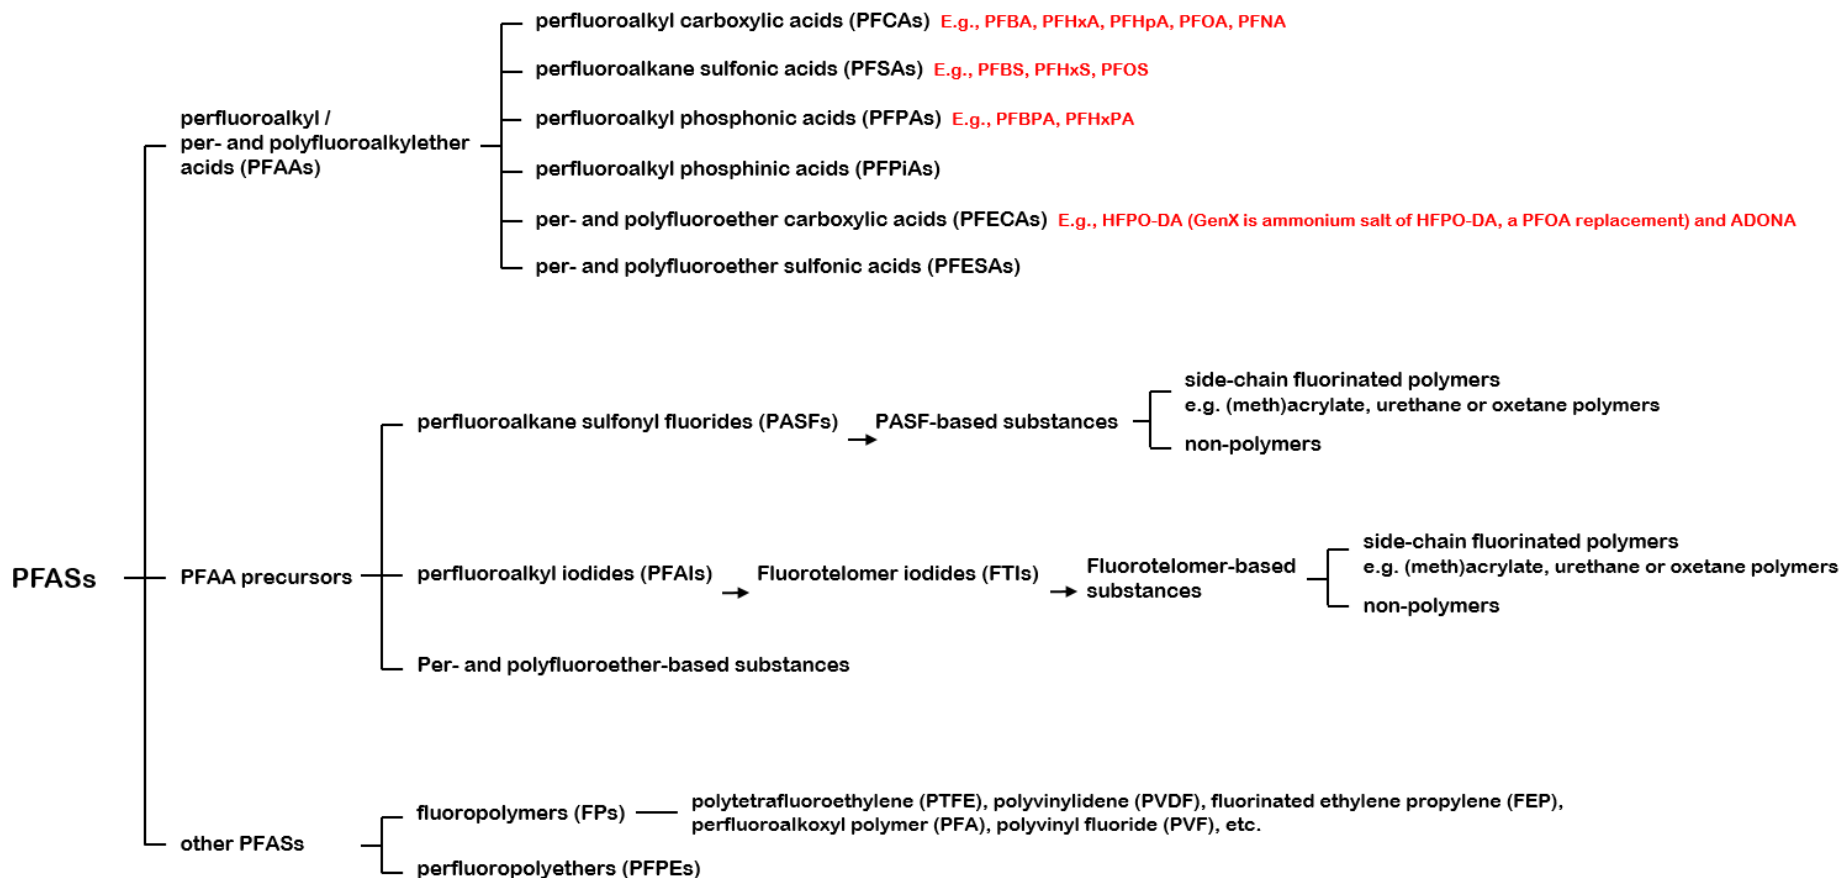 perfluoroalkyl carboxylic acids (PFCAs) E.g., PFBA, PFHxA, PFHpA, PFOA, PFNA
perfluoroalkane sulfonic acids (PFSAs) E.g., PFBS, PFHxS, PFOS
perfluoroalkyl /
per- and polyfluoroalkylether
acids (PFAAs)
perfluoroalkyl phosphonic acids (PFPAs) E.g., PFBPA, PFHxPA
perfluoroalkyl phosphinic acids (PFPiAs)
per- and polyfluoroether carboxylic acids (PFECAs) E.g., HFPO-DA (GenX is ammonium salt of HFPO-DA, a PFOA replacement) and ADONA
per- and polyfluoroether sulfonic acids (PFESAs)
perfluoroalkane sulfonyl fluorides (PASFs)
PASF-based substances
side-chain fluorinated polymers
e.g. (meth)acrylate, urethane or oxetane polymers
non-polymers
PFASs
PFAA precursors
perfluoroalkyl iodides (PFAIs)
Fluorotelomer iodides (FTIs)
Fluorotelomer-based
substances
side-chain fluorinated polymers
e.g. (meth)acrylate, urethane or oxetane polymers
non-polymers
Per- and polyfluoroether-based substances
other PFASs
fluoropolymers (FPs)
polytetrafluoroethylene (PTFE), polyvinylidene (PVDF), fluorinated ethylene propylene (FEP),
perfluoroalkoxyl polymer (PFA), polyvinyl fluoride (PVF), etc.
perfluoropolyethers (PFPEs)